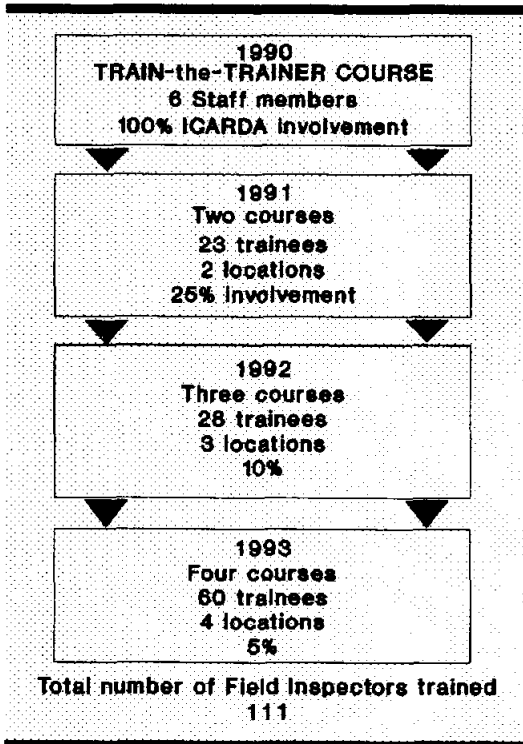 1990
TRAIN-the-TRAINER COURSE
6 Staff members
100% ICARDA involvement
1991
Two courses
23 trainees
2 locations
25% involvement
1992
Three courses
28 trainees
3 locations
10%
1993
Four courses
60 trainees
4 locations
5%
Total number of Field Inspectors trained
111